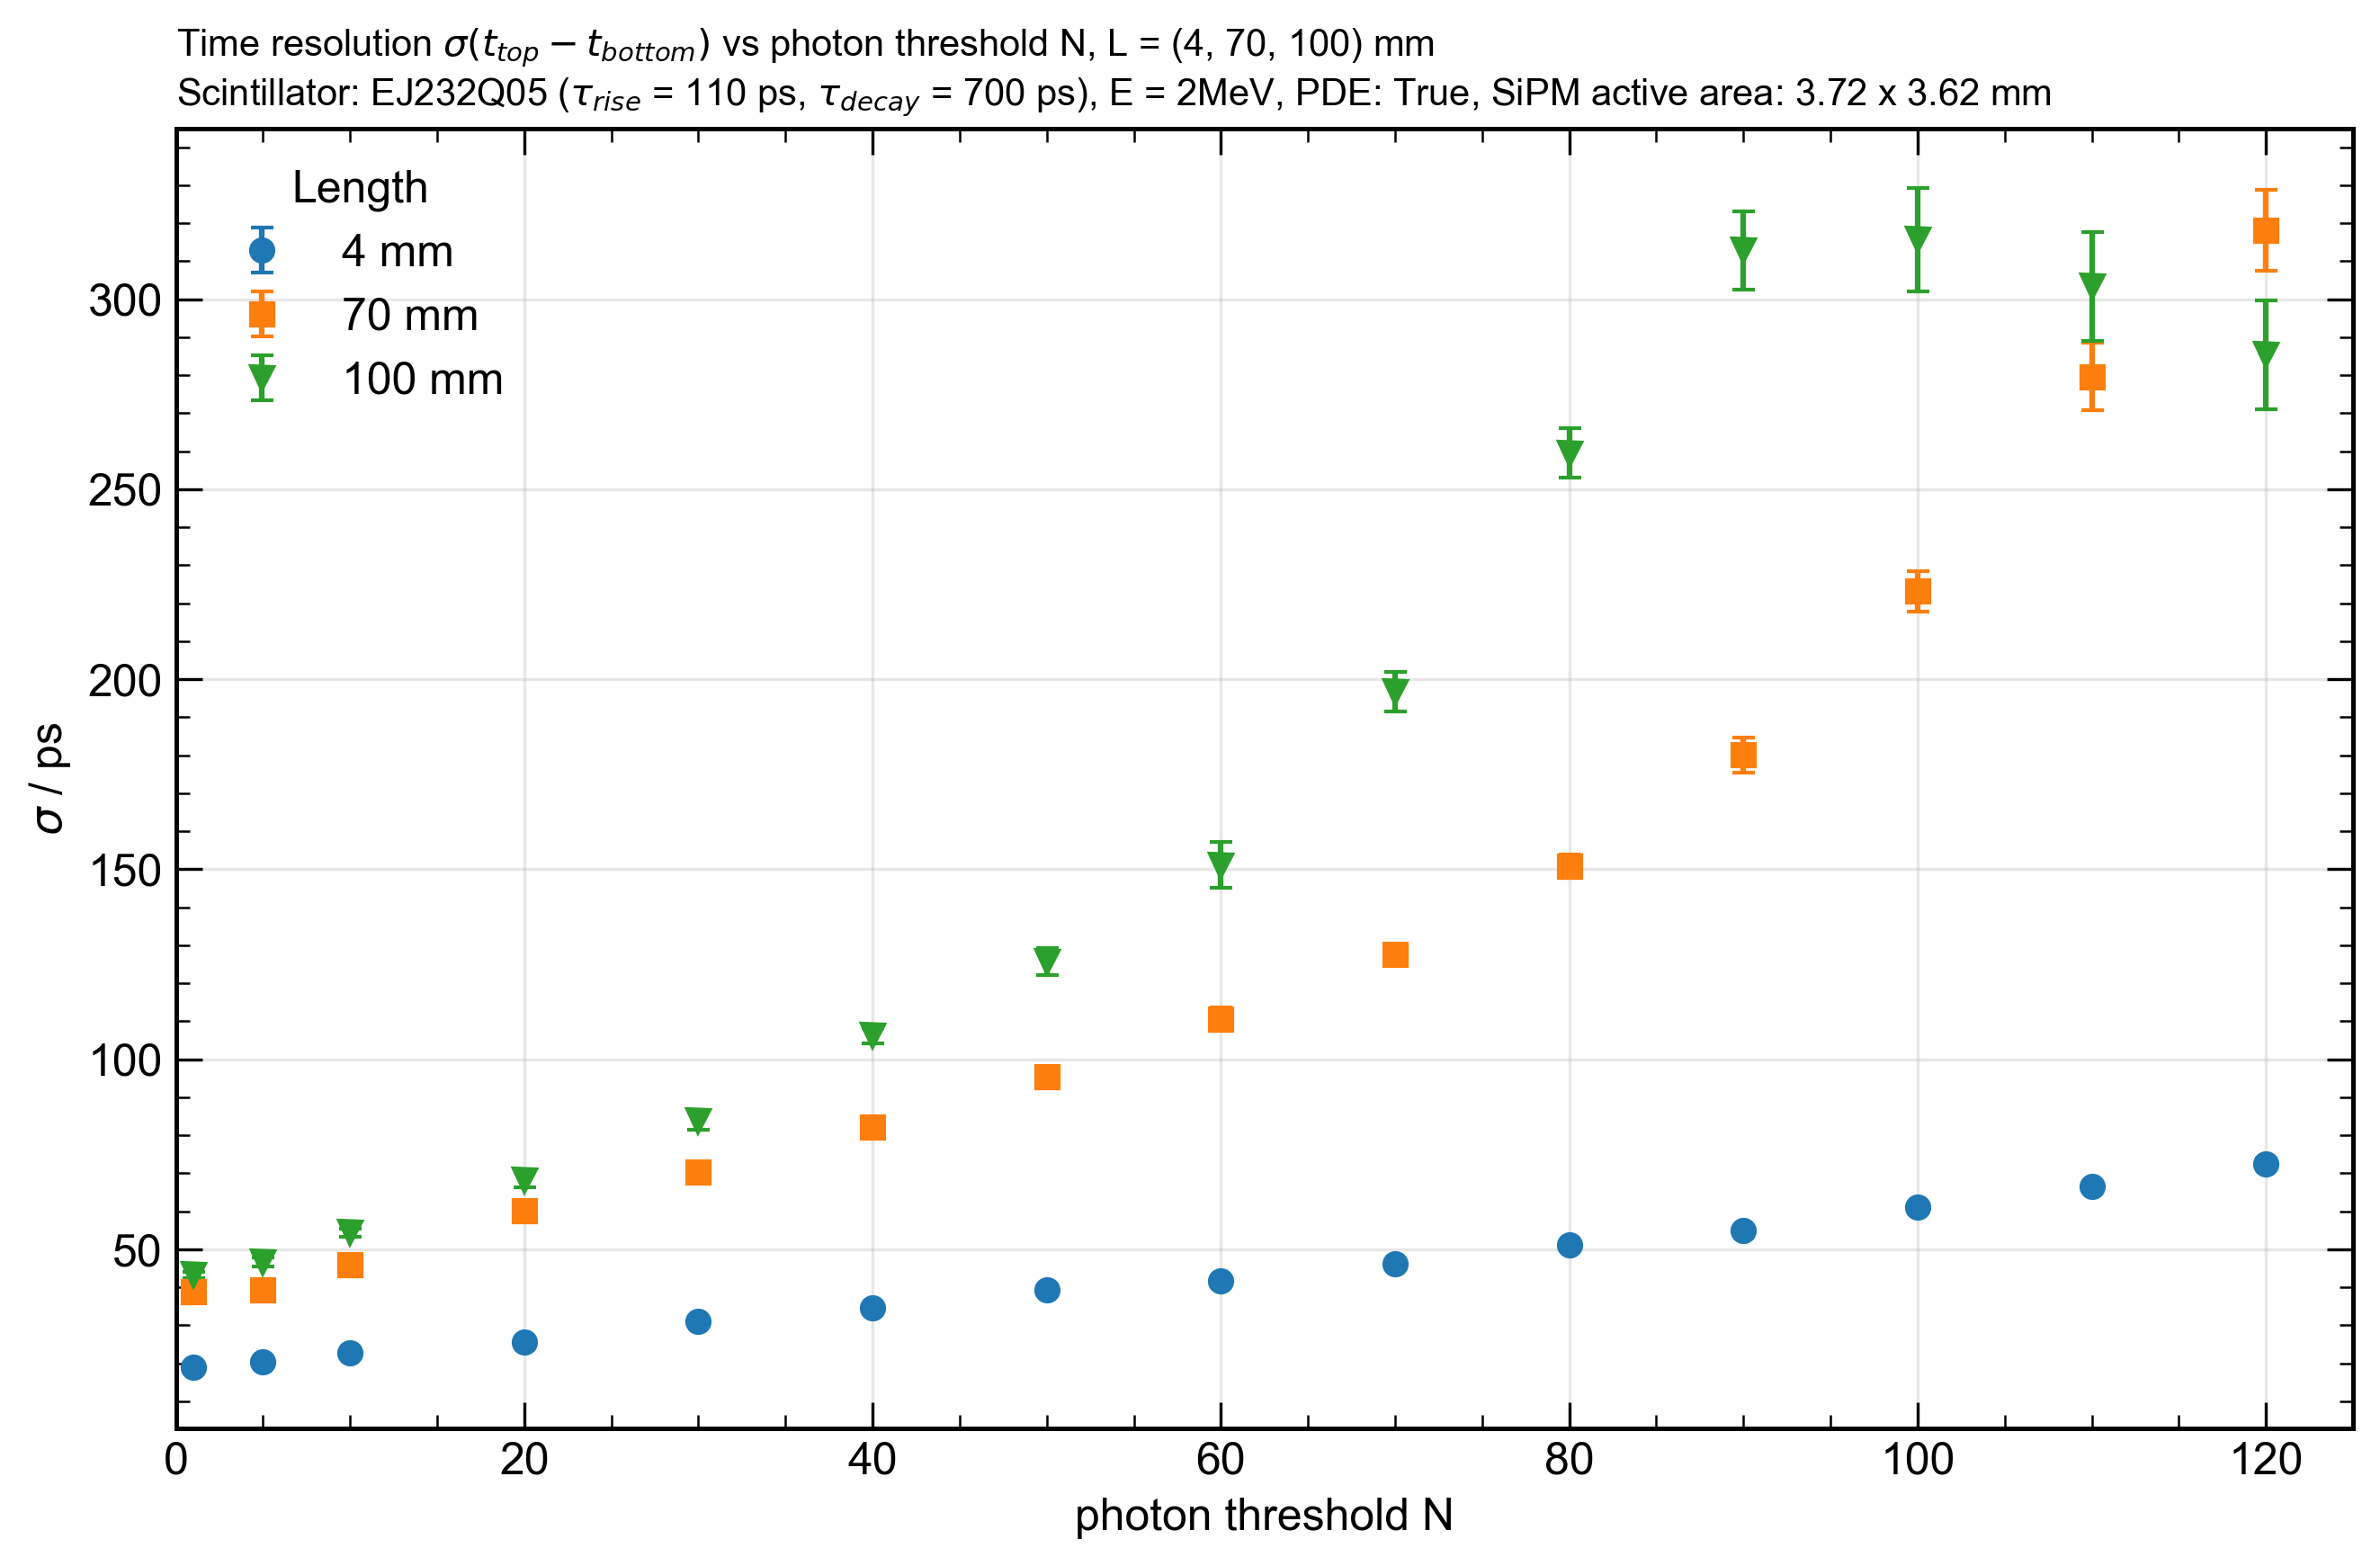 Time resolution σ(t_top − t_bottom) vs photon threshold N, L = (4, 70, 100) mm
Scintillator: EJ232Q05 (τ_rise = 110 ps, τ_decay = 700 ps), E = 2MeV, PDE: True, SiPM active area: 3.72 x 3.62 mm
Length
4 mm
70 mm
100 mm
300
250
200
150
100
50
σ / ps
0 20 40 60 80 100 120
photon threshold N